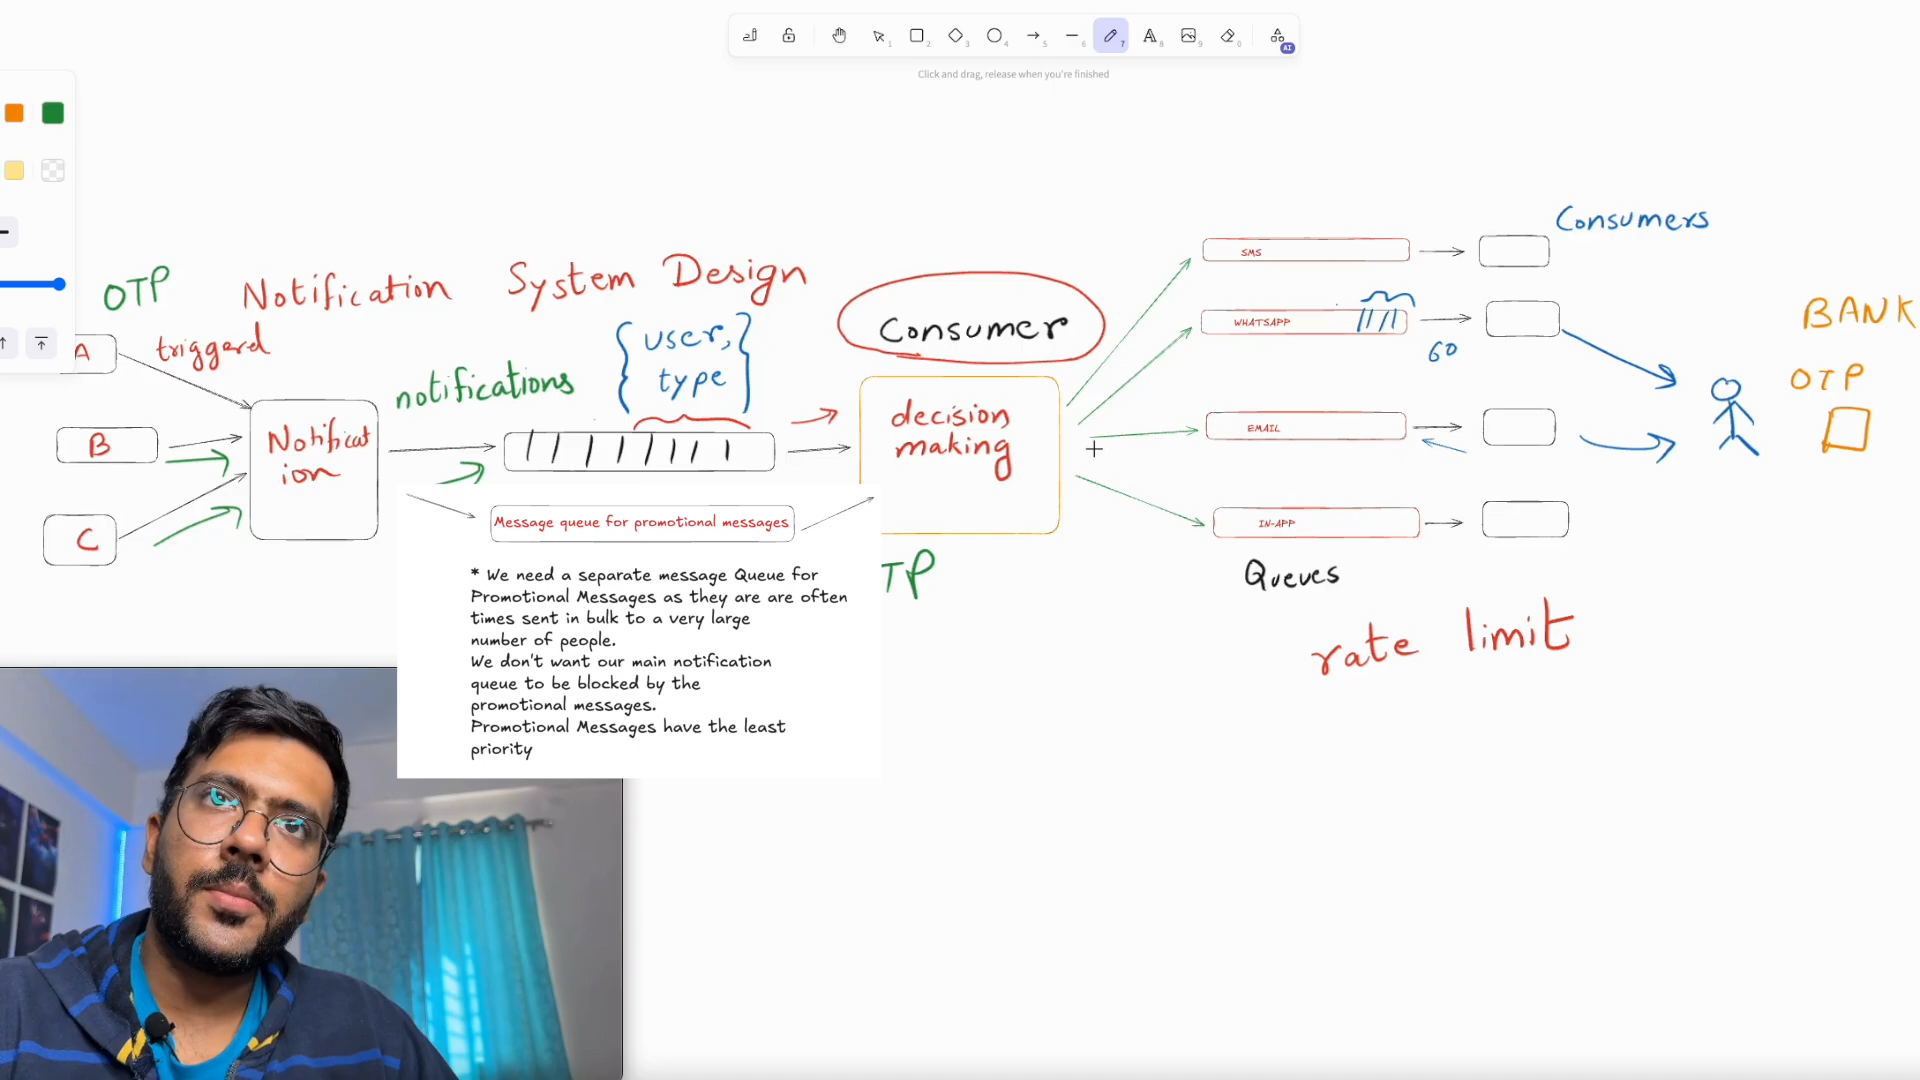 Click and drag, release when you're finished
OTP
Notification System Design
triggerd
A
B
C
Notificat
ion
notifications
{user,
type}
Consumer
decision
making
SMS
WHATSAPP
60
EMAIL
IN-APP
Queues
Consumers
BANK
OTP
rate limit
TP
Message queue for promotional messages
* We need a separate message Queue for
Promotional Messages as they are are often
times sent in bulk to a very large
number of people.
We don't want our main notification
queue to be blocked by the
promotional messages.
Promotional Messages have the least
priority
AI